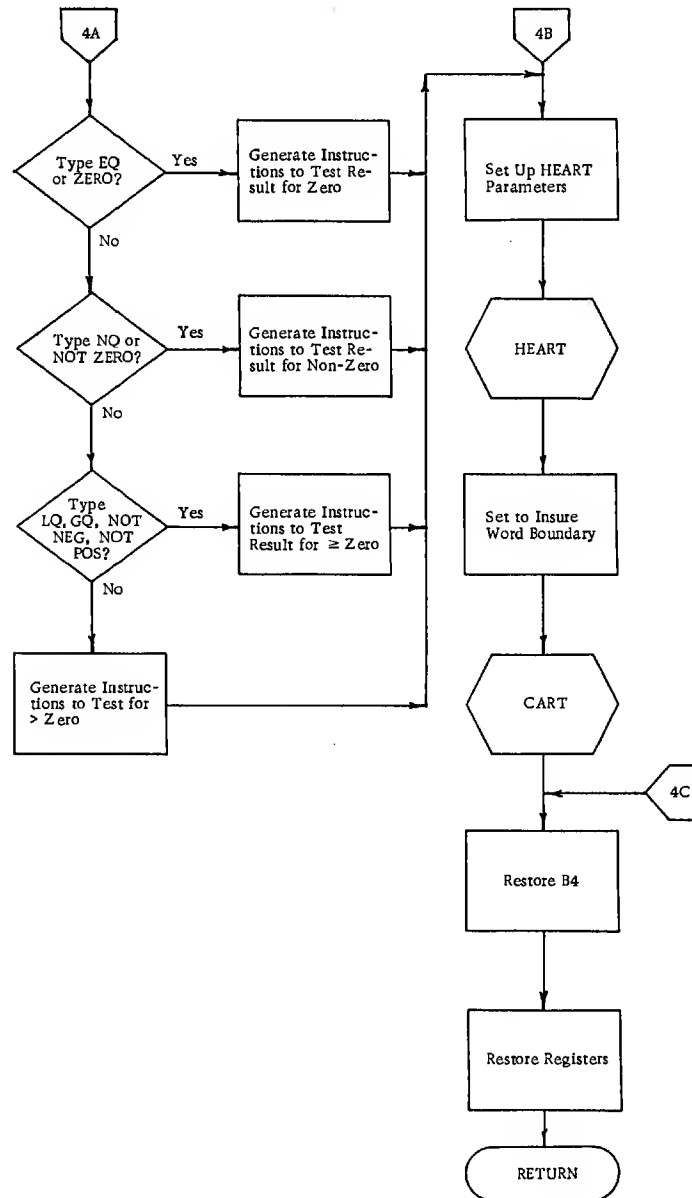 4A
Type EQ
or ZERO?
Yes
Generate Instruc-
tions to Test Re-
sult for Zero
No
Type NQ or
NOT ZERO?
Yes
Generate Instruc-
tions to Test Re-
sult for Non-Zero
No
Type
LQ, GQ, NOT
NEG, NOT
POS?
Yes
Generate Instruc-
tions to Test
Result for ≥ Zero
No
Generate Instruc-
tions to Test for
> Zero
4B
Set Up HEART
Parameters
HEART
Set to Insure
Word Boundary
CART
4C
Restore B4
Restore Registers
RETURN